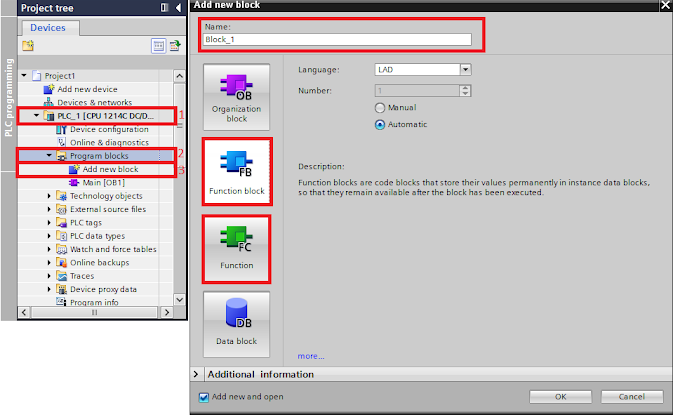 Project tree
Devices
PLC programming
Project1
Add new device
Devices & networks
PLC_1 [CPU 1214C DC/D...
1
Device configuration
Online & diagnostics
Program blocks
2
Add new block
3
Main [OB1]
Technology objects
External source files
PLC tags
PLC data types
Watch and force tables
Online backups
Traces
Device proxy data
Program info
Add new block
Name:
Block_1
OB
Organization
block
FB
Function block
FC
Function
DB
Data block
Language:
LAD
Number:
1
Manual
Automatic
Description:
Function blocks are code blocks that store their values permanently in instance data blocks,
so that they remain available after the block has been executed.
more...
Additional information
Add new and open
OK
Cancel